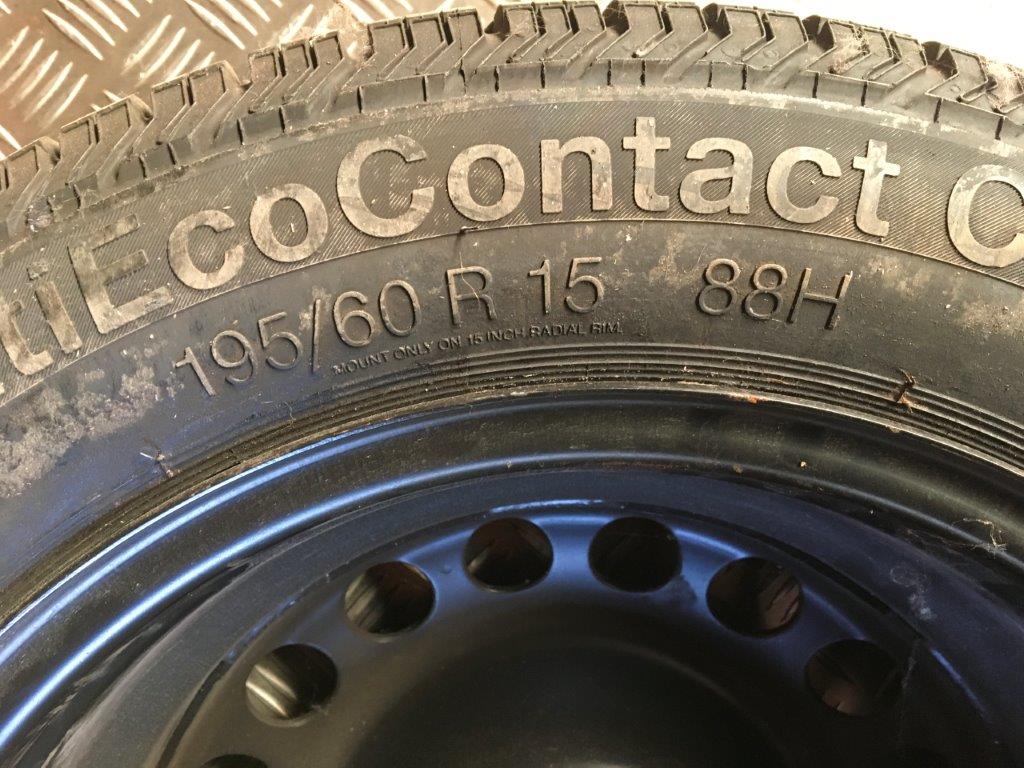 tiEcoContact C
195/60 R 15 88H
MOUNT ONLY ON 15 INCH RADIAL RIM.